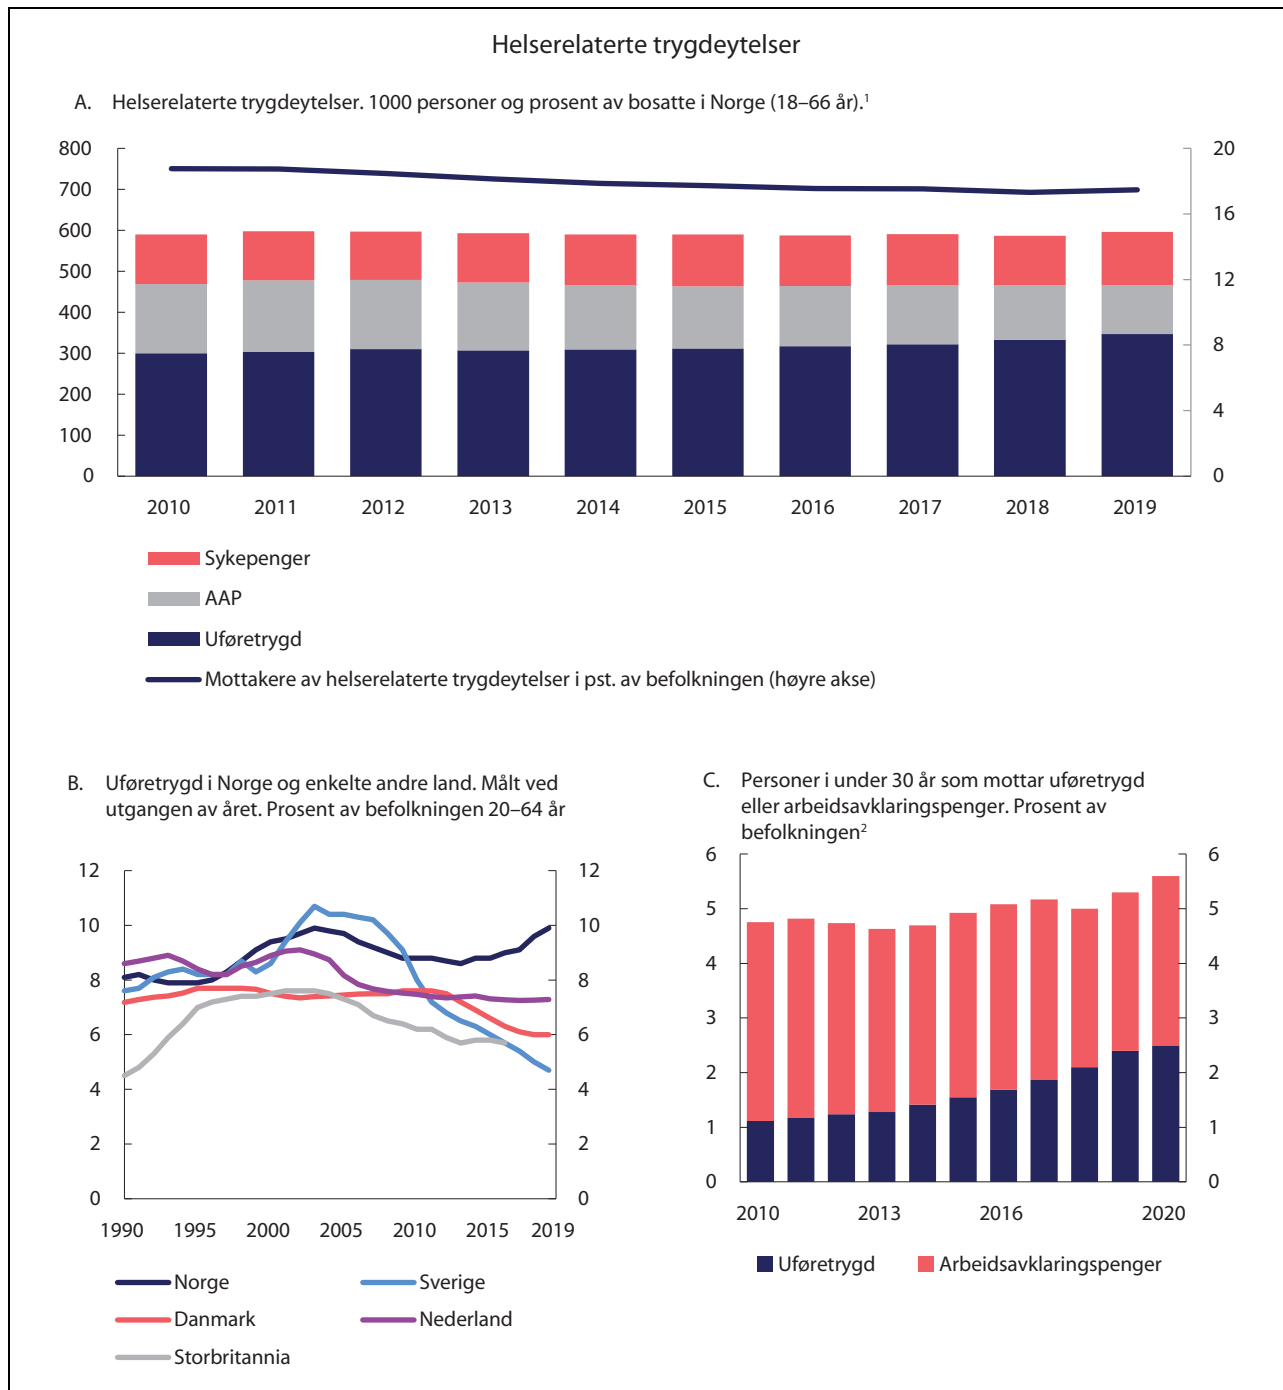 Helserelaterte trygdeytelser
A. Helserelaterte trygdeytelser. 1000 personer og prosent av bosatte i Norge (18–66 år).¹
800 20
700
600 16
500
400 12
300 8
200
100 4
0 0
2010 2011 2012 2013 2014 2015 2016 2017 2018 2019
Sykepenger
AAP
Uføretrygd
Mottakere av helserelaterte trygdeytelser i pst. av befolkningen (høyre akse)
B. Uføretrygd i Norge og enkelte andre land. Målt ved
utgangen av året. Prosent av befolkningen 20–64 år
12 12
10 10
8 8
6 6
4 4
2 2
0 0
1990 1995 2000 2005 2010 2015 2019
Norge Sverige
Danmark Nederland
Storbritannia
C. Personer i under 30 år som mottar uføretrygd
eller arbeidsavklaringspenger. Prosent av
befolkningen²
6 6
5 5
4 4
3 3
2 2
1 1
0 0
2010 2013 2016 2020
Uføretrygd Arbeidsavklaringspenger